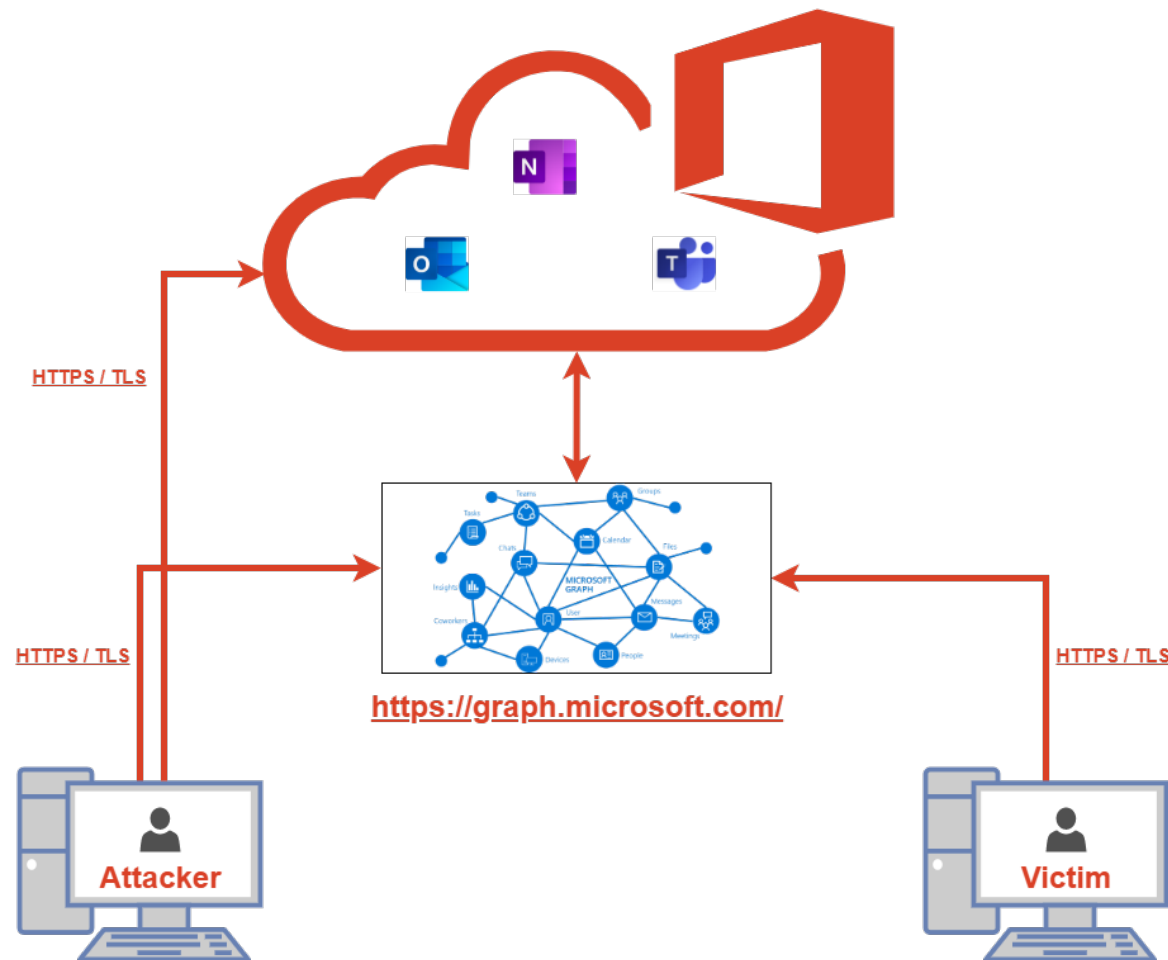 N
O
T
HTTPS / TLS
Teams
Groups
Tasks
Calendar
Chats
Files
MICROSOFT
GRAPH
Insights
Messages
User
Coworkers
Meetings
Devices
People
HTTPS / TLS
HTTPS / TLS
https://graph.microsoft.com/
Attacker
Victim